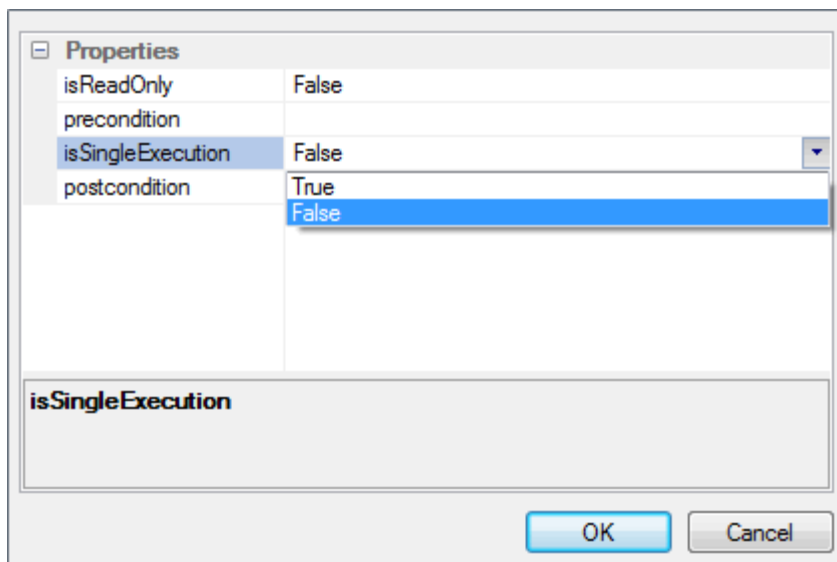 Properties
isReadOnly False
precondition
isSingleExecution False
postcondition True
False
isSingleExecution
OK Cancel